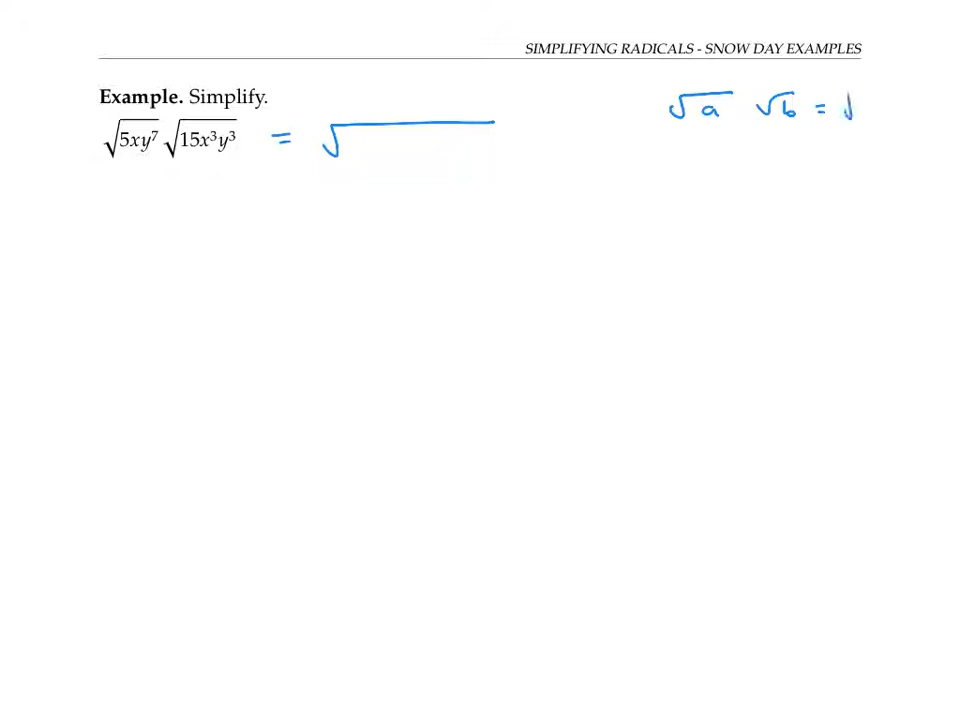 SIMPLIFYING RADICALS - SNOW DAY EXAMPLES
Example. Simplify.
√a √b = √
√(5xy⁷) √(15x³y³) = √